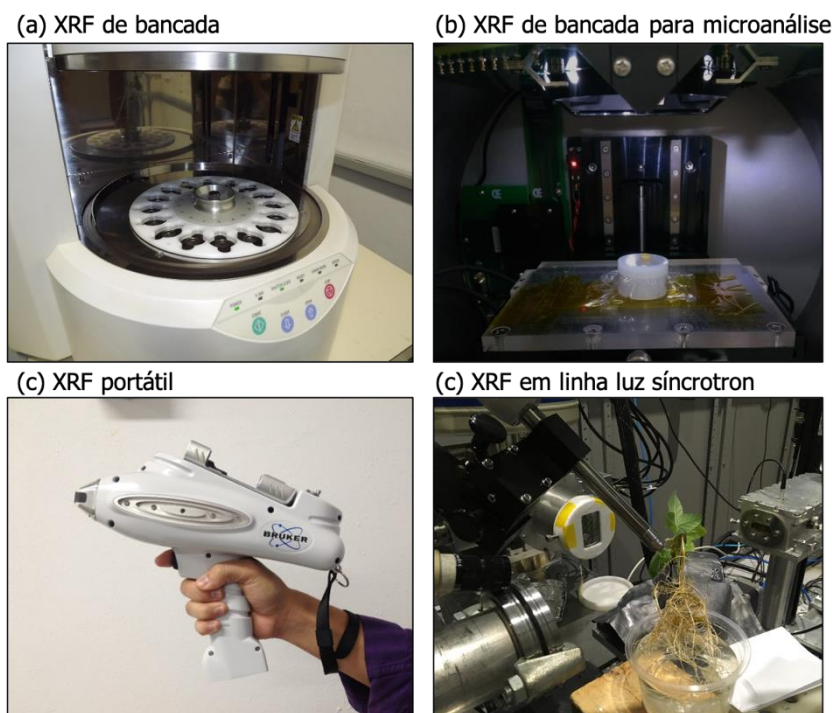 (a) XRF de bancada
(b) XRF de bancada para microanálise
(c) XRF portátil
(c) XRF em linha luz síncrotron
BRUKER